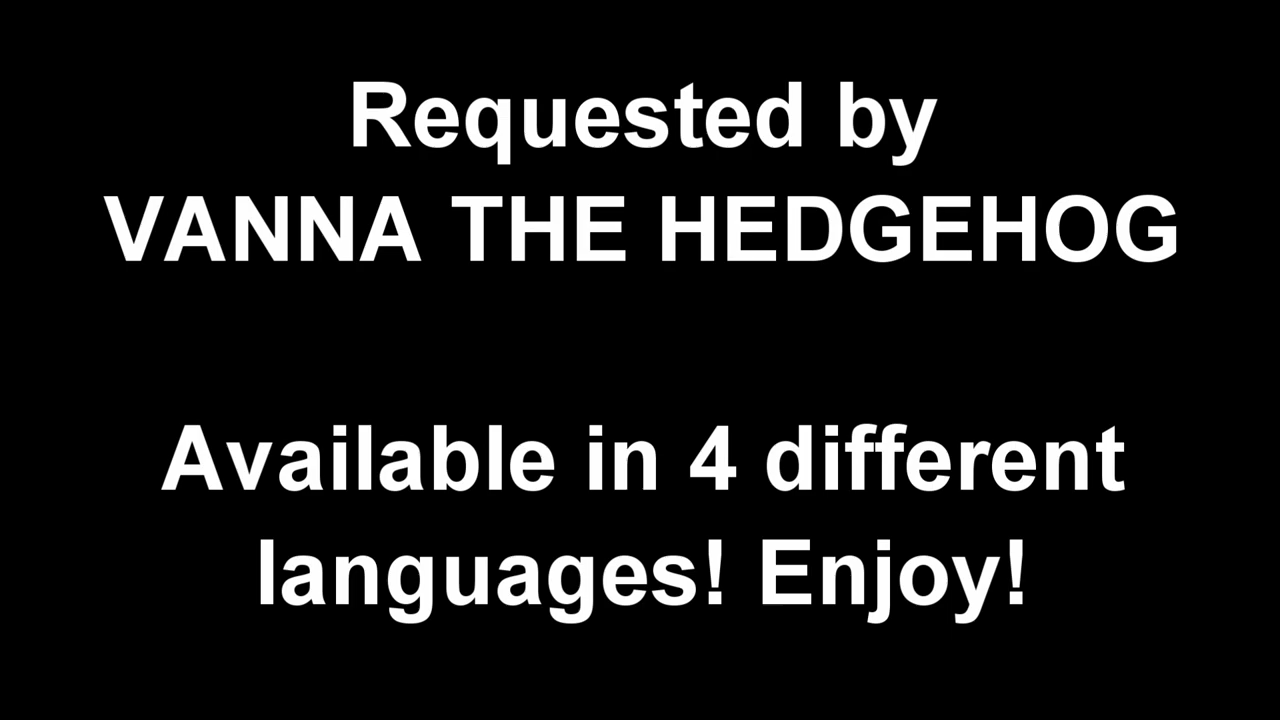 Requested by
VANNA THE HEDGEHOG
Available in 4 different
languages! Enjoy!